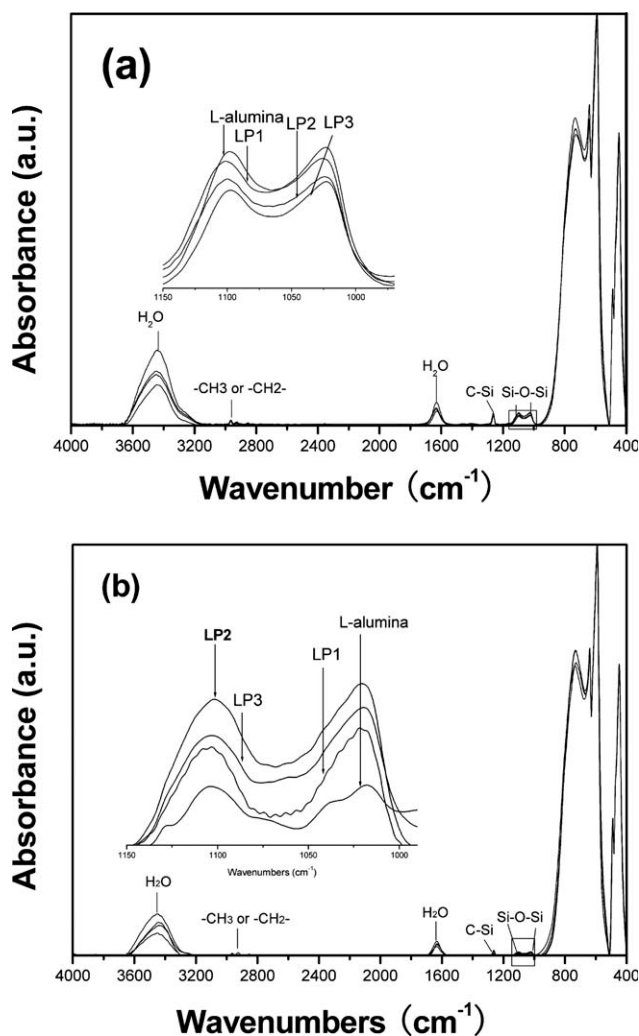 (a)
Absorbance (a.u.)
L-alumina
LP1
LP2
LP3
1150
1100
1050
1000
H2O
-CH3 or -CH2-
H2O
C-Si
Si-O-Si
4000
3600
3200
2800
2400
2000
1600
1200
800
400
Wavenumber（cm-1）
(b)
Absorbance (a.u.)
LP2
LP3
LP1
L-alumina
1150
1100
1050
1000
Wavenumbers (cm-1)
H2O
-CH3 or -CH2-
H2O
C-Si
Si-O-Si
4000
3600
3200
2800
2400
2000
1600
1200
800
400
Wavenumbers (cm-1)